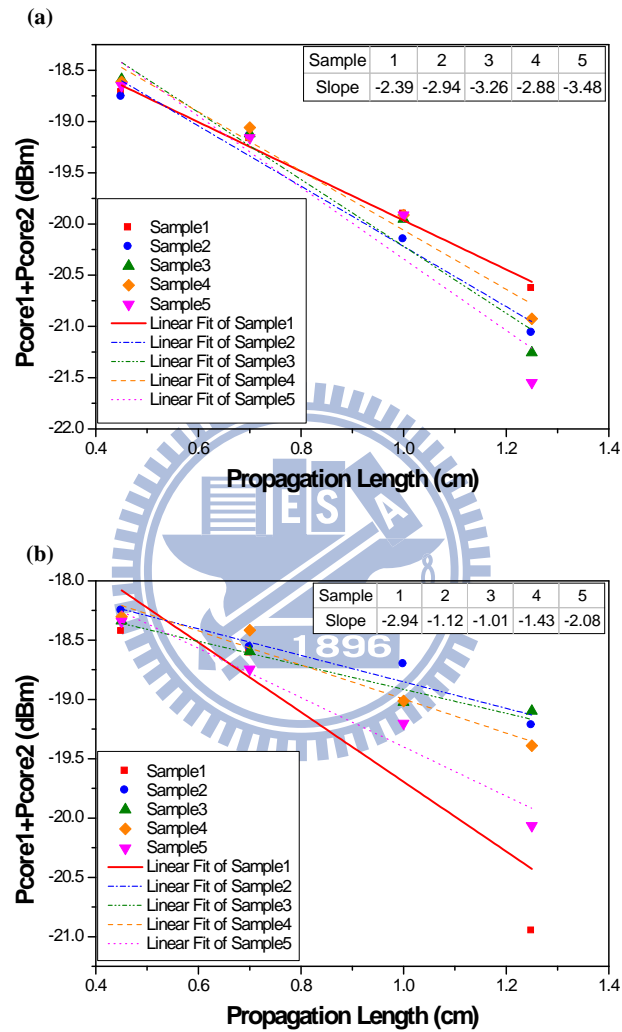 (a)
Sample 1 2 3 4 5
Slope -2.39 -2.94 -3.26 -2.88 -3.48
-18.5
-19.0
-19.5
-20.0
-20.5
-21.0
-21.5
-22.0
Pcore1+Pcore2 (dBm)
Sample1
Sample2
Sample3
Sample4
Sample5
Linear Fit of Sample1
Linear Fit of Sample2
Linear Fit of Sample3
Linear Fit of Sample4
Linear Fit of Sample5
0.4 0.6 0.8 1.0 1.2 1.4
Propagation Length (cm)
E S A
8
1896
(b)
Sample 1 2 3 4 5
Slope -2.94 -1.12 -1.01 -1.43 -2.08
-18.0
-18.5
-19.0
-19.5
-20.0
-20.5
-21.0
Pcore1+Pcore2 (dBm)
Sample1
Sample2
Sample3
Sample4
Sample5
Linear Fit of Sample1
Linear Fit of Sample2
Linear Fit of Sample3
Linear Fit of Sample4
Linear Fit of Sample5
0.4 0.6 0.8 1.0 1.2 1.4
Propagation Length (cm)